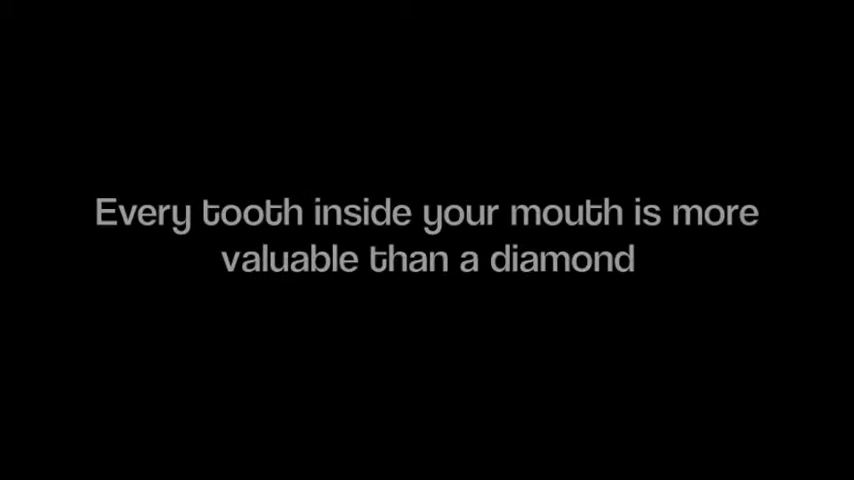 Every tooth inside your mouth is more
valuable than a diamond